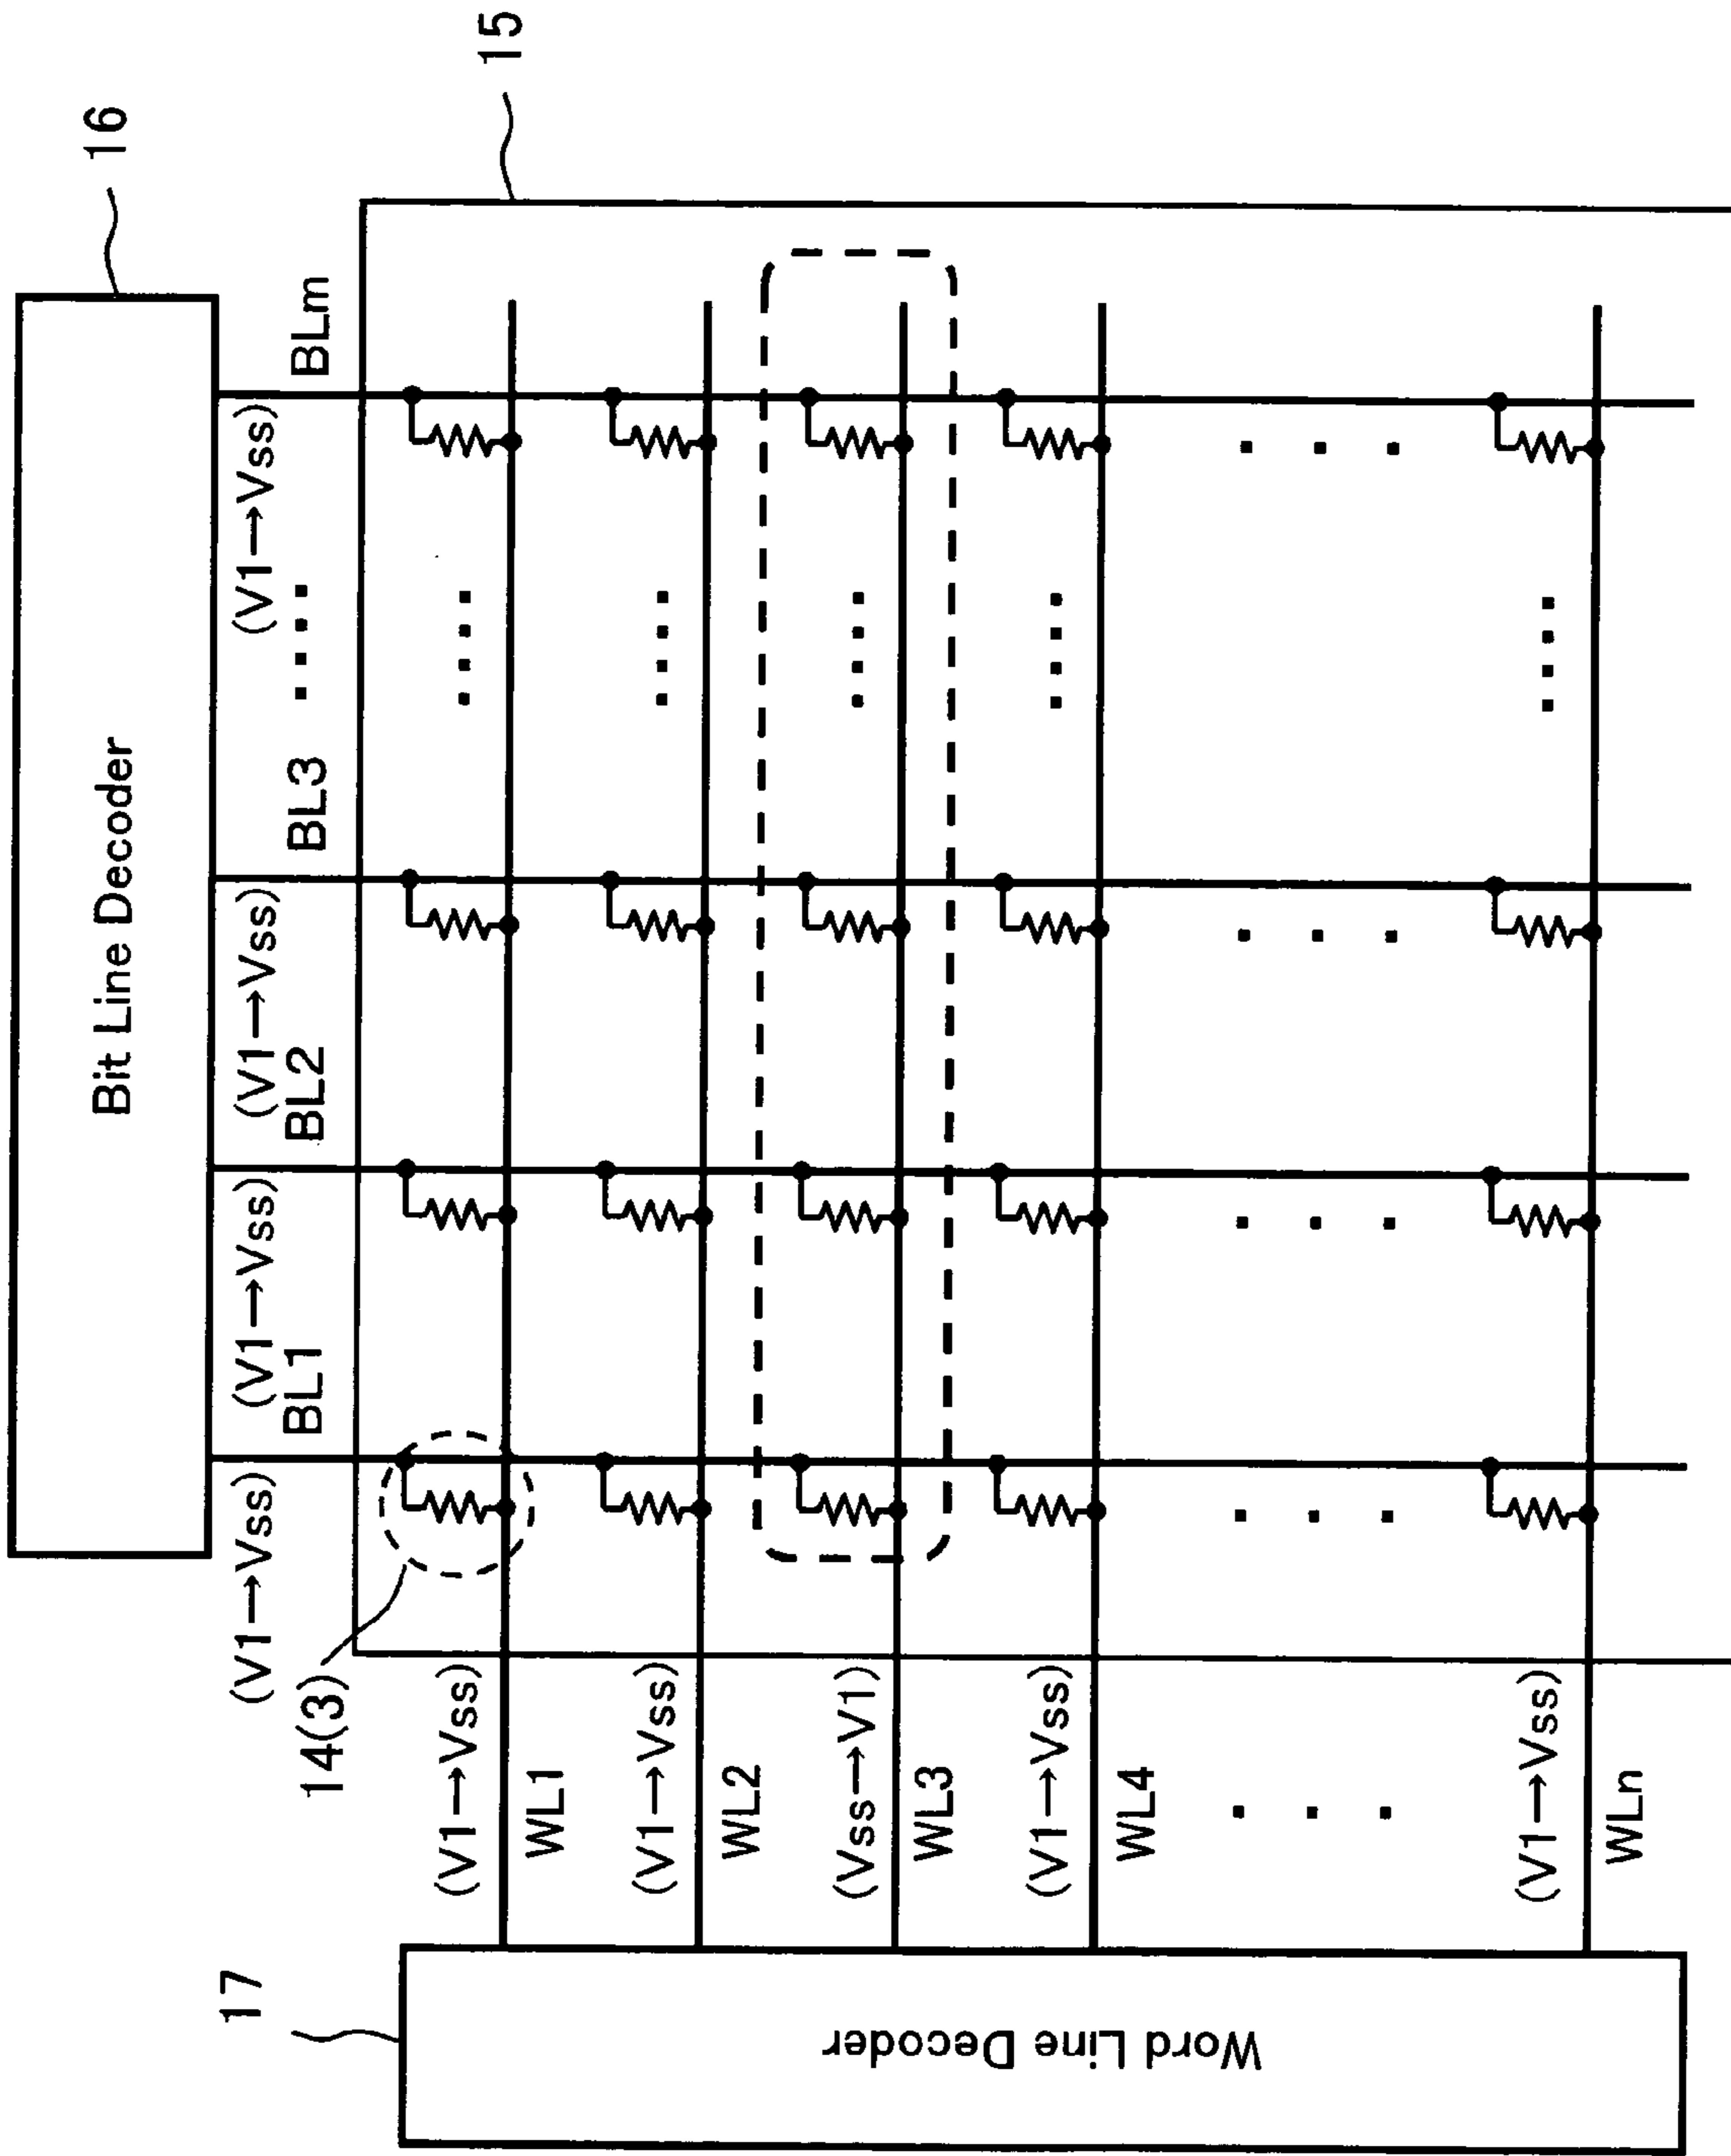 16
Bit Line Decoder
15
(V1→Vss)
BL1
(V1→Vss)
BL2
(V1→Vss)
BL3
(V1→Vss)
BLm
14(3)
17
Word Line Decoder
(V1→Vss)
WL1
(V1→Vss)
WL2
(Vss→V1)
WL3
(V1→Vss)
WL4
(V1→Vss)
WLn